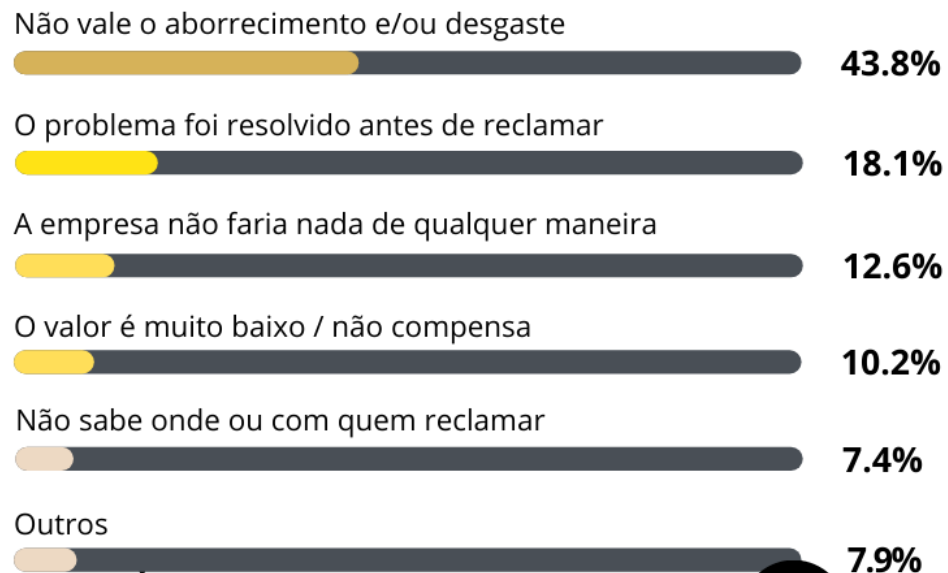 Não vale o aborrecimento e/ou desgaste
43.8%
O problema foi resolvido antes de reclamar
18.1%
A empresa não faria nada de qualquer maneira
12.6%
O valor é muito baixo / não compensa
10.2%
Não sabe onde ou com quem reclamar
7.4%
Outros
7.9%